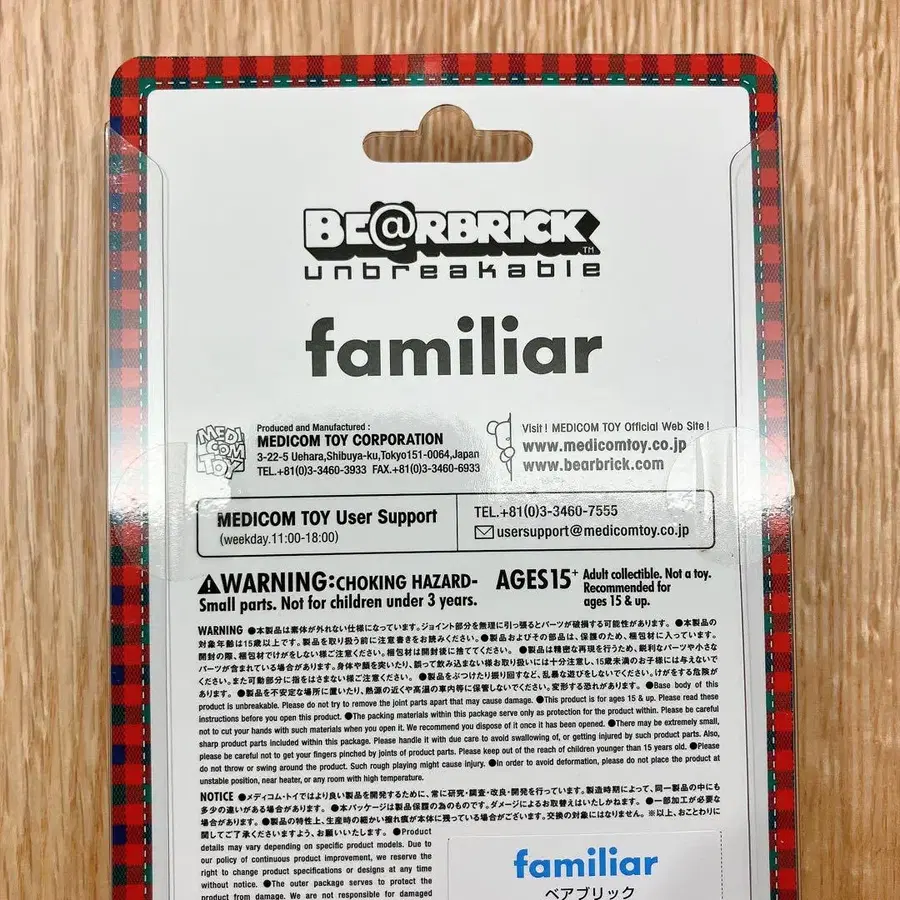 BE@RBRICK TM
unbreakable
familiar
MEDI
COM
TOY
Produced and Manufactured :
MEDICOM TOY CORPORATION
3-22-5 Uehara,Shibuya-ku,Tokyo151-0064,Japan
TEL.+81(0)3-3460-3933 FAX.+81(0)3-3460-6933
Visit ! MEDICOM TOY Official Web Site !
www.medicomtoy.co.jp
www.bearbrick.com
MEDICOM TOY User Support
(weekday.11:00-18:00)
TEL.+81(0)3-3460-7555
usersupport@medicomtoy.co.jp
⚠WARNING:CHOKING HAZARD-
Small parts. Not for children under 3 years.
AGES15+
Adult collectible. Not a toy.
Recommended for
ages 15 & up.
WARNING ●本製品は素体が外れない仕様になっています。ジョイント部分を無理に引っ張るとパーツが破損する可能性があります。●本製品の
対象年齢は15歳以上です。製品を取り扱う前に注意書きをお読みください。●製品およびその部品は、保護のため、梱包材に入っています。
開封の際、梱包材でけがをしない様ご注意ください。梱包材は開封後に捨ててください。●製品は精密な再現を行うため、鋭利なパーツや小さな
パーツが含まれている場合があります。身体や顔を突いたり、誤って飲み込まない様お取り扱いには十分注意し、15歳未満のお子様には与えないで
ください。また可動部分に指をはさまない様ご注意ください。●製品をぶつけたり振り回すなど、乱暴な遊びをしないでください。けがをする危険が
あります。●製品を不安定な場所に置いたり、熱源の近くや高温の車内等に保管しないでください。変形する恐れがあります。●Base body of this
product is unbreakable. Please do not try to remove the joint parts apart that may cause damage. ●This product is for ages 15 & up. Please read these
instructions before you open this product. ●The packing materials within this package serve only as protection for the product within. Please be careful
not to cut your hands with such materials when you open it. We recommend you dispose of it once it has been opened. ●There may be extremely small,
sharp product parts included within this package. Please handle it with due care to avoid swallowing of, or getting injured by such product parts. Also,
please be careful not to get your fingers pinched by joints of product parts. Please keep out of the reach of children younger than 15 years old. ●Please
do not throw or swing around the product. Such rough playing might cause injury. ●In order to avoid deformation, please do not place the product at
unstable position, near heater, or any room with high temperature.
NOTICE ●メディコム・トイではより良い製品を開発するために、常に研究・調査・改良・開発を行っています。製造時期によって、同一製品の中にも
多少の違いがある場合があります。●本パッケージは製品保護の為のものです。ダメージによるお取替えはいたしかねます。●一部加工が必要な
場合があります。●製品の特性上、生産時の細かい擦れ痕が本体に残っている場合がございます。交換の対象にはなりません。※以上、おことわりに
関してご了承くださいますよう、お願いいたします。●Product
details may vary depending on specific product models. Due to
our policy of continuous product improvement, we reserve the
right to change product specifications or designs at any time
without notice. ●The outer package serves to protect the
product from damage. We are not responsible for damaged
familiar
ベアブリック